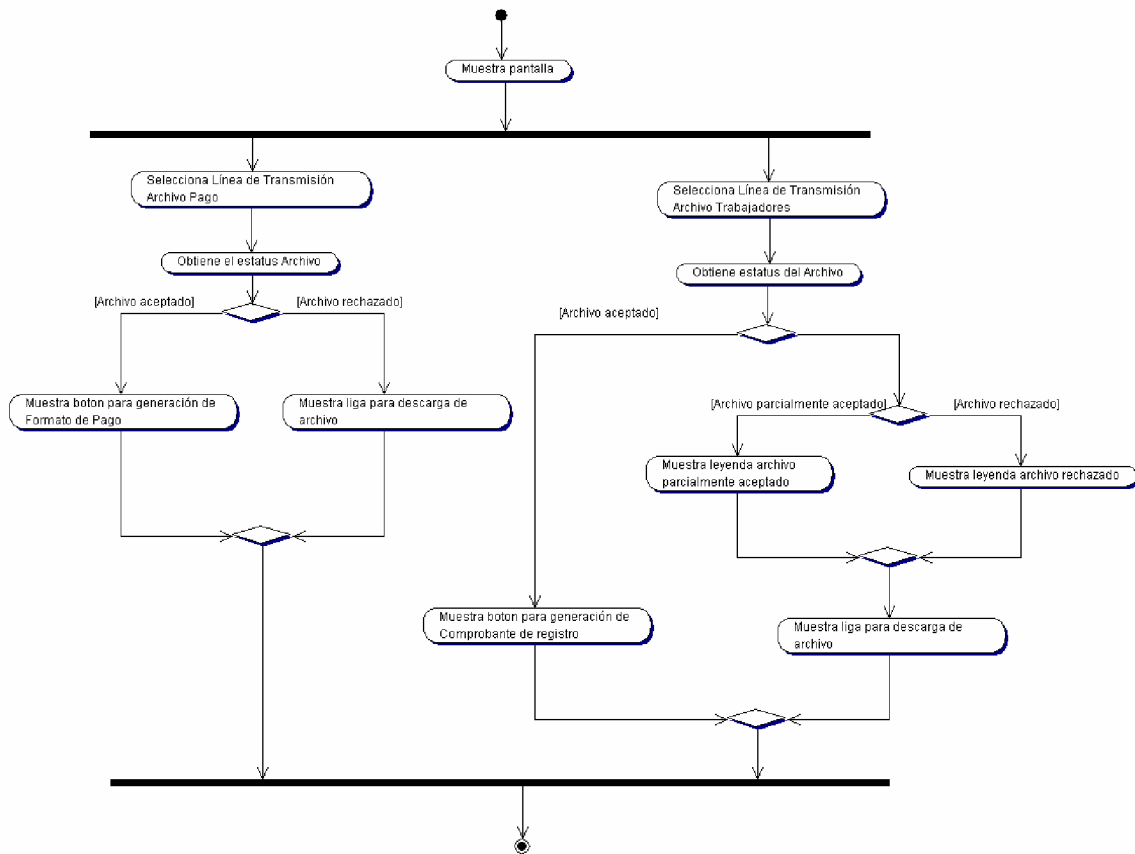 Muestra pantalla
Selecciona Línea de Transmisión
Archivo Pago
Selecciona Línea de Transmisión
Archivo Trabajadores
Obtiene el estatus Archivo
Obtiene estatus del Archivo
[Archivo aceptado]
[Archivo rechazado]
[Archivo aceptado]
Muestra boton para generación de
Formato de Pago
Muestra liga para descarga de
archivo
[Archivo parcialmente aceptado]
[Archivo rechazado]
Muestra leyenda archivo
parcialmente aceptado
Muestra leyenda archivo rechazado
Muestra boton para generación de
Comprobante de registro
Muestra liga para descarga de
archivo